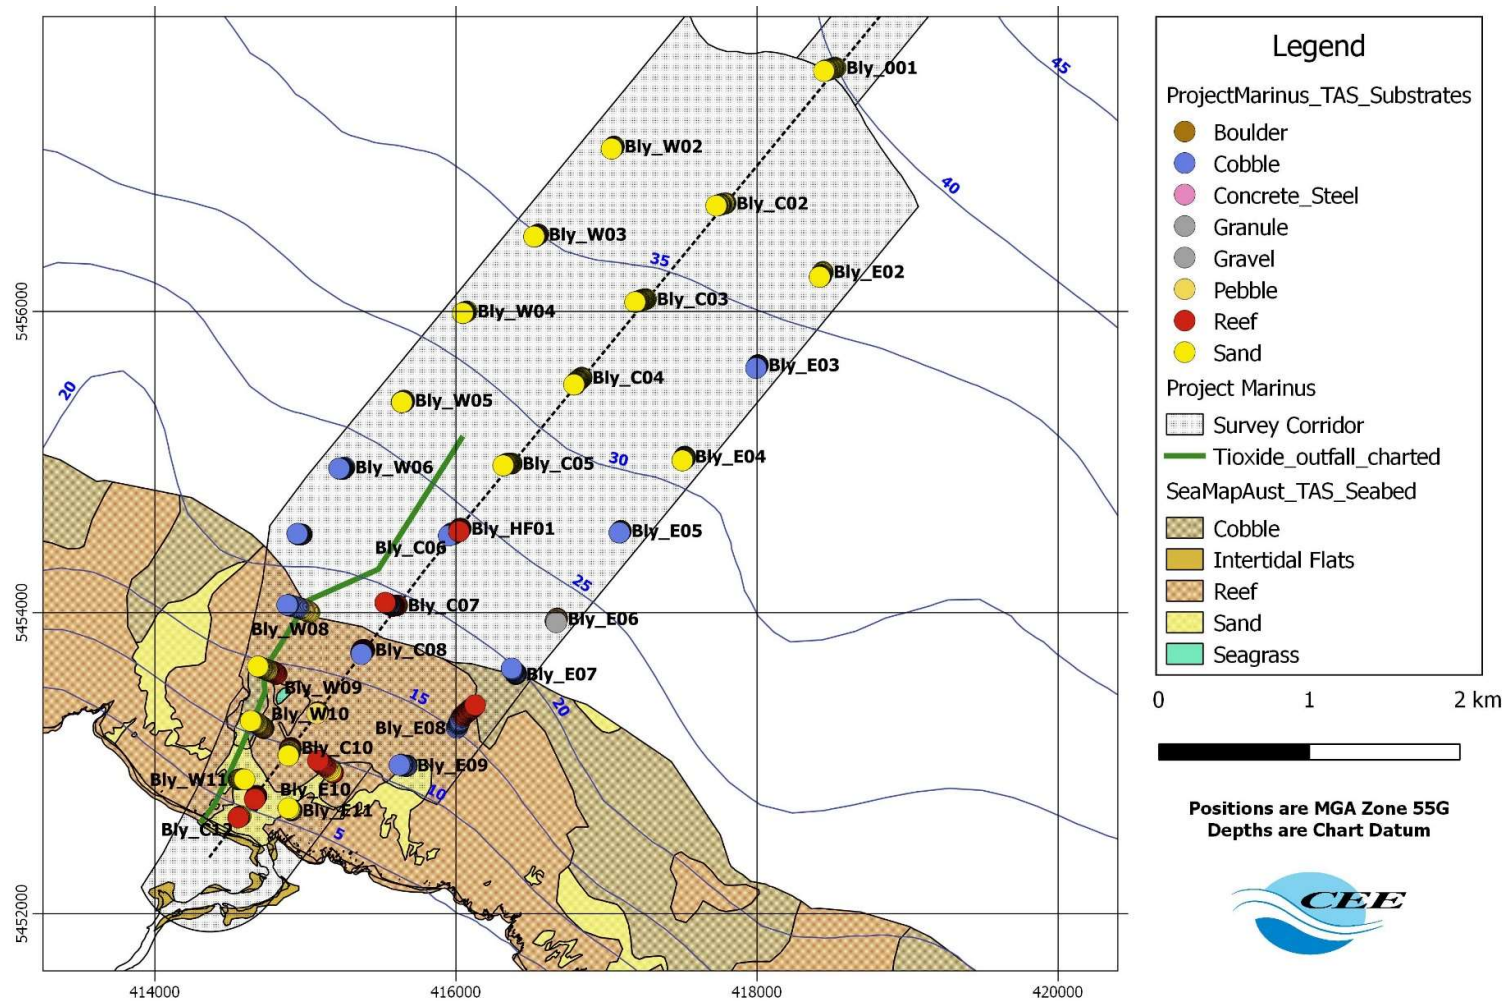 Bly_001
45
Bly_W02
40
Bly_C02
Bly_W03
35
Bly_E02
Bly_C03
5456000
Bly_W04
Bly_E03
Bly_C04
20
Bly_W05
30
Bly_E04
Bly_C05
Bly_W06
Bly_HF01
Bly_E05
Bly_C06
25
5454000
Bly_C07
Bly_E06
Bly_W08
Bly_C08
Bly_E07
Bly_W09
15
20
Bly_W10
Bly_E08
Bly_C10
Bly_E09
Bly_W11
Bly_E10
10
Bly_E11
Bly_C12
5
5452000
414000
416000
418000
420000
Legend
ProjectMarinus_TAS_Substrates
Boulder
Cobble
Concrete_Steel
Granule
Gravel
Pebble
Reef
Sand
Project Marinus
Survey Corridor
Tioxide_outfall_charted
SeaMapAust_TAS_Seabed
Cobble
Intertidal Flats
Reef
Sand
Seagrass
0 1 2 km
Positions are MGA Zone 55G
Depths are Chart Datum
CEE